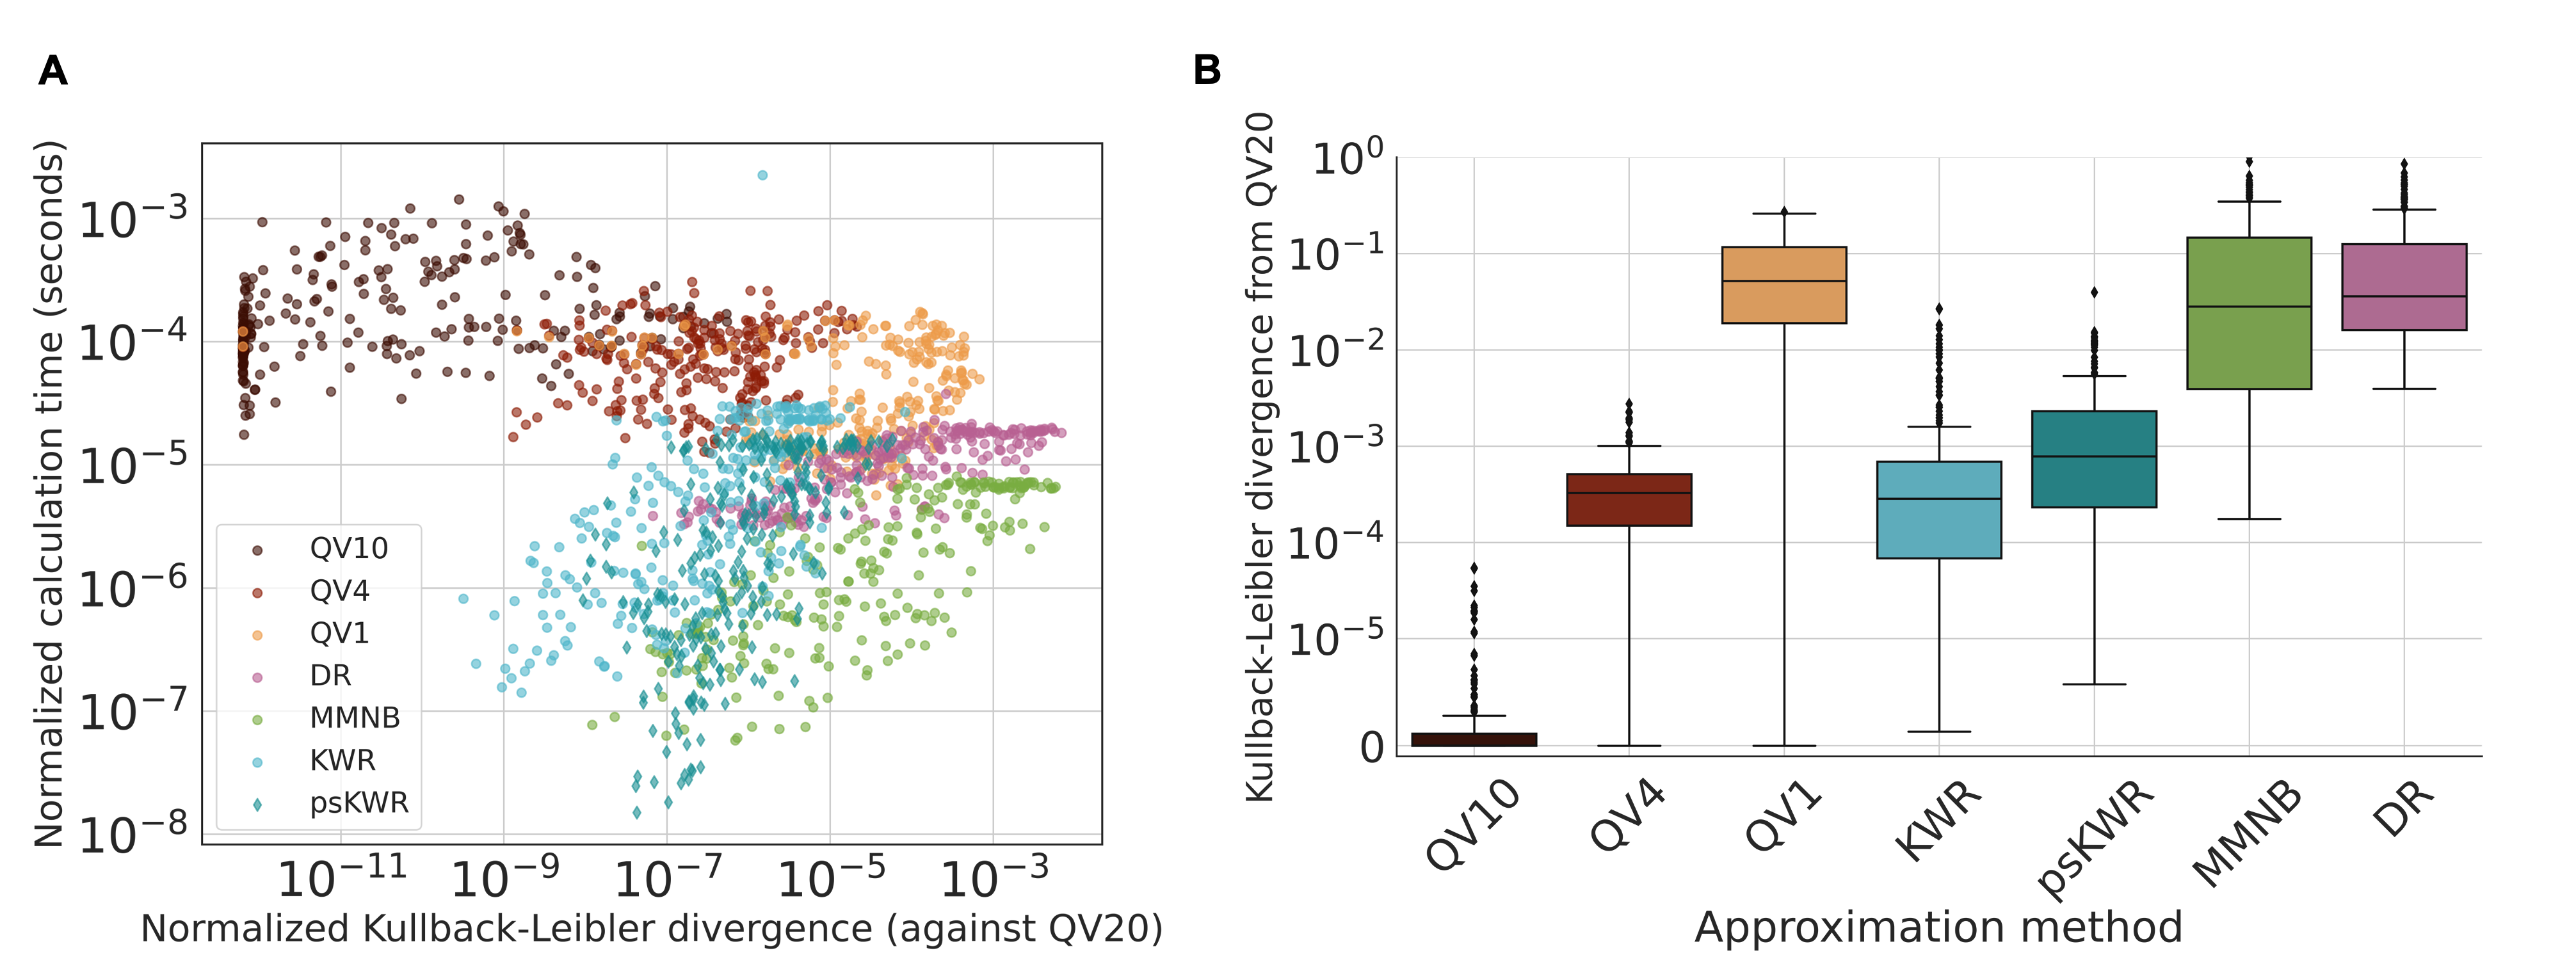 A
Normalized calculation time (seconds)
10⁻³
10⁻⁴
10⁻⁵
10⁻⁶
10⁻⁷
10⁻⁸
QV10
QV4
QV1
DR
MMNB
KWR
psKWR
10⁻¹¹ 10⁻⁹ 10⁻⁷ 10⁻⁵ 10⁻³
Normalized Kullback-Leibler divergence (against QV20)
B
Kullback-Leibler divergence from QV20
10⁰
10⁻¹
10⁻²
10⁻³
10⁻⁴
10⁻⁵
0
QV10 QV4 QV1 KWR psKWR MMNB DR
Approximation method